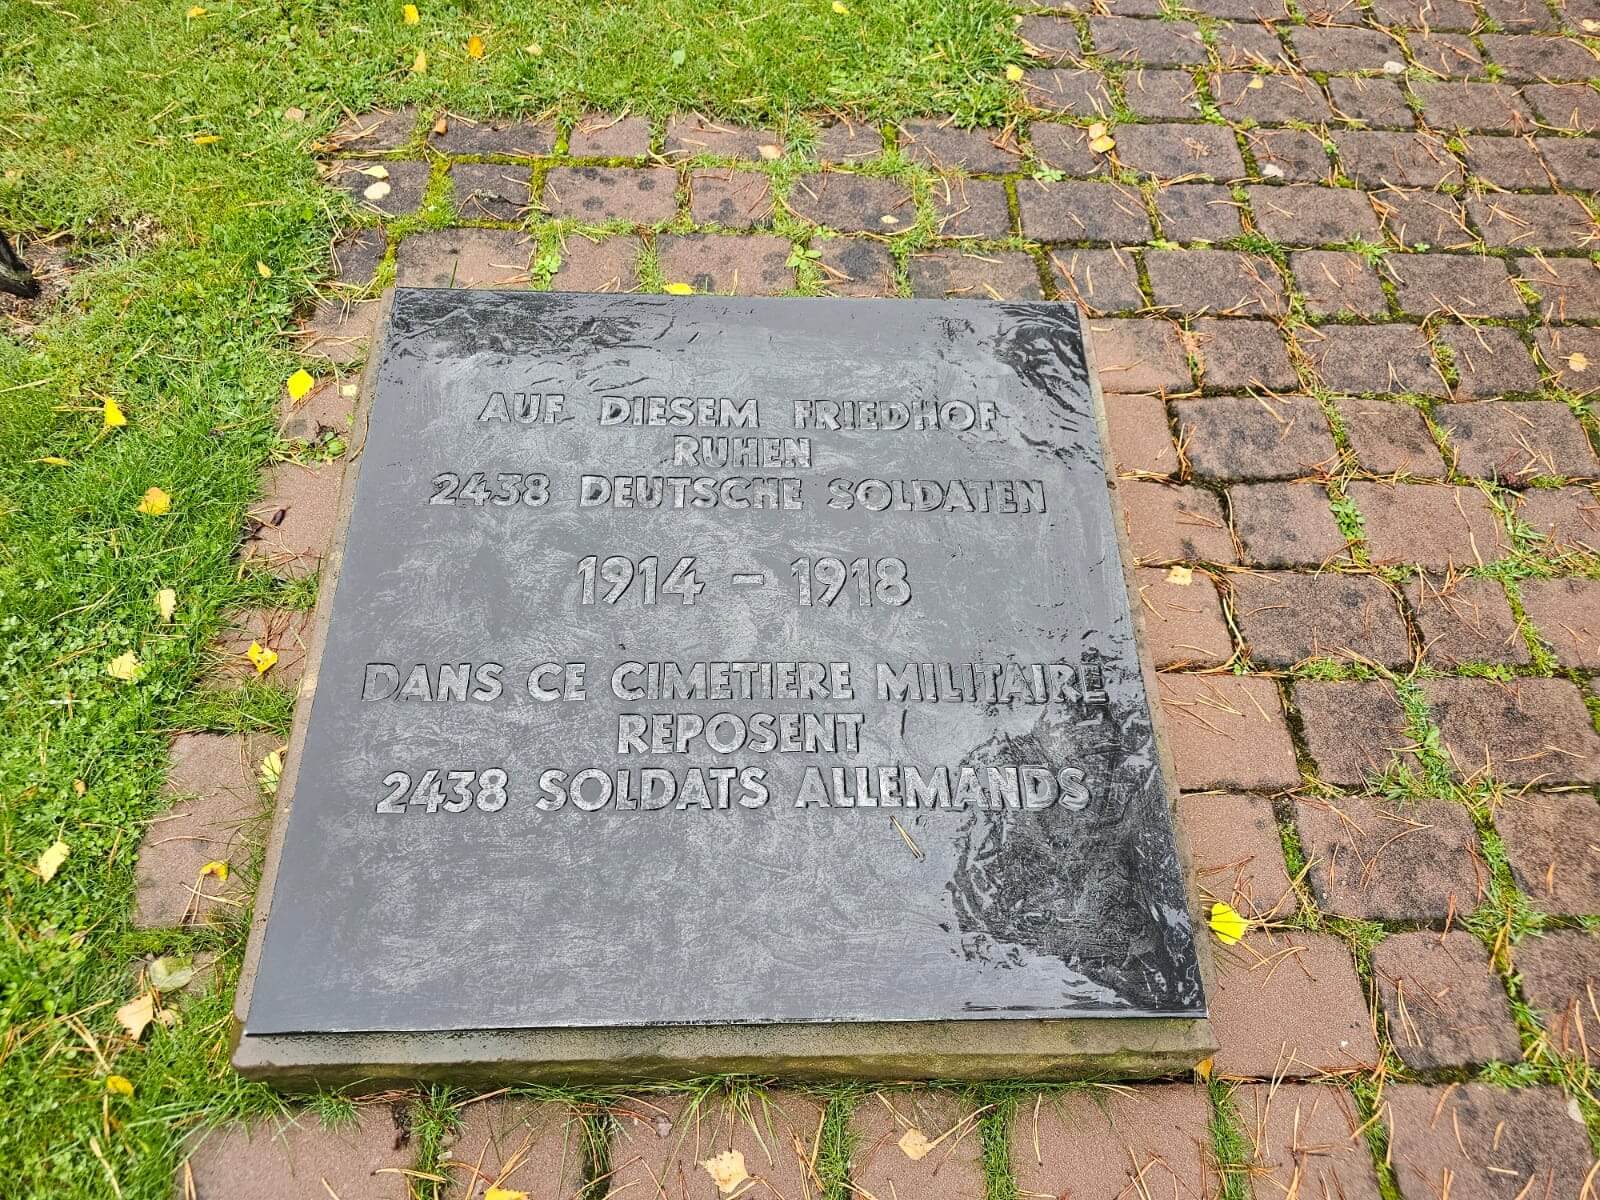 AUF DIESEM FRIEDHOF
RUHEN
2438 DEUTSCHE SOLDATEN
1914 – 1918
DANS CE CIMETIERE MILITAIRE
REPOSENT
2438 SOLDATS ALLEMANDS